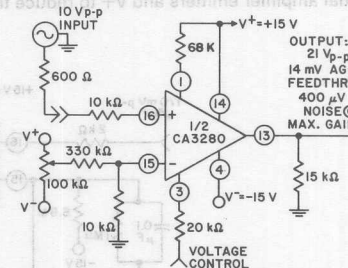 10 Vp-p
INPUT
V⁺=+15 V
68 K
OUTPUT:
21 Vp-p
14 mV AG
FEEDTHR
400 μV
NOISE@
MAX. GAI
600 Ω
1
14
10 kΩ
16
+
1/2
CA3280
13
V⁺
330 kΩ
15
−
100 kΩ
V⁻
10 kΩ
3
4
V⁻=-15 V
15 kΩ
20 kΩ
VOLTAGE
CONTROL